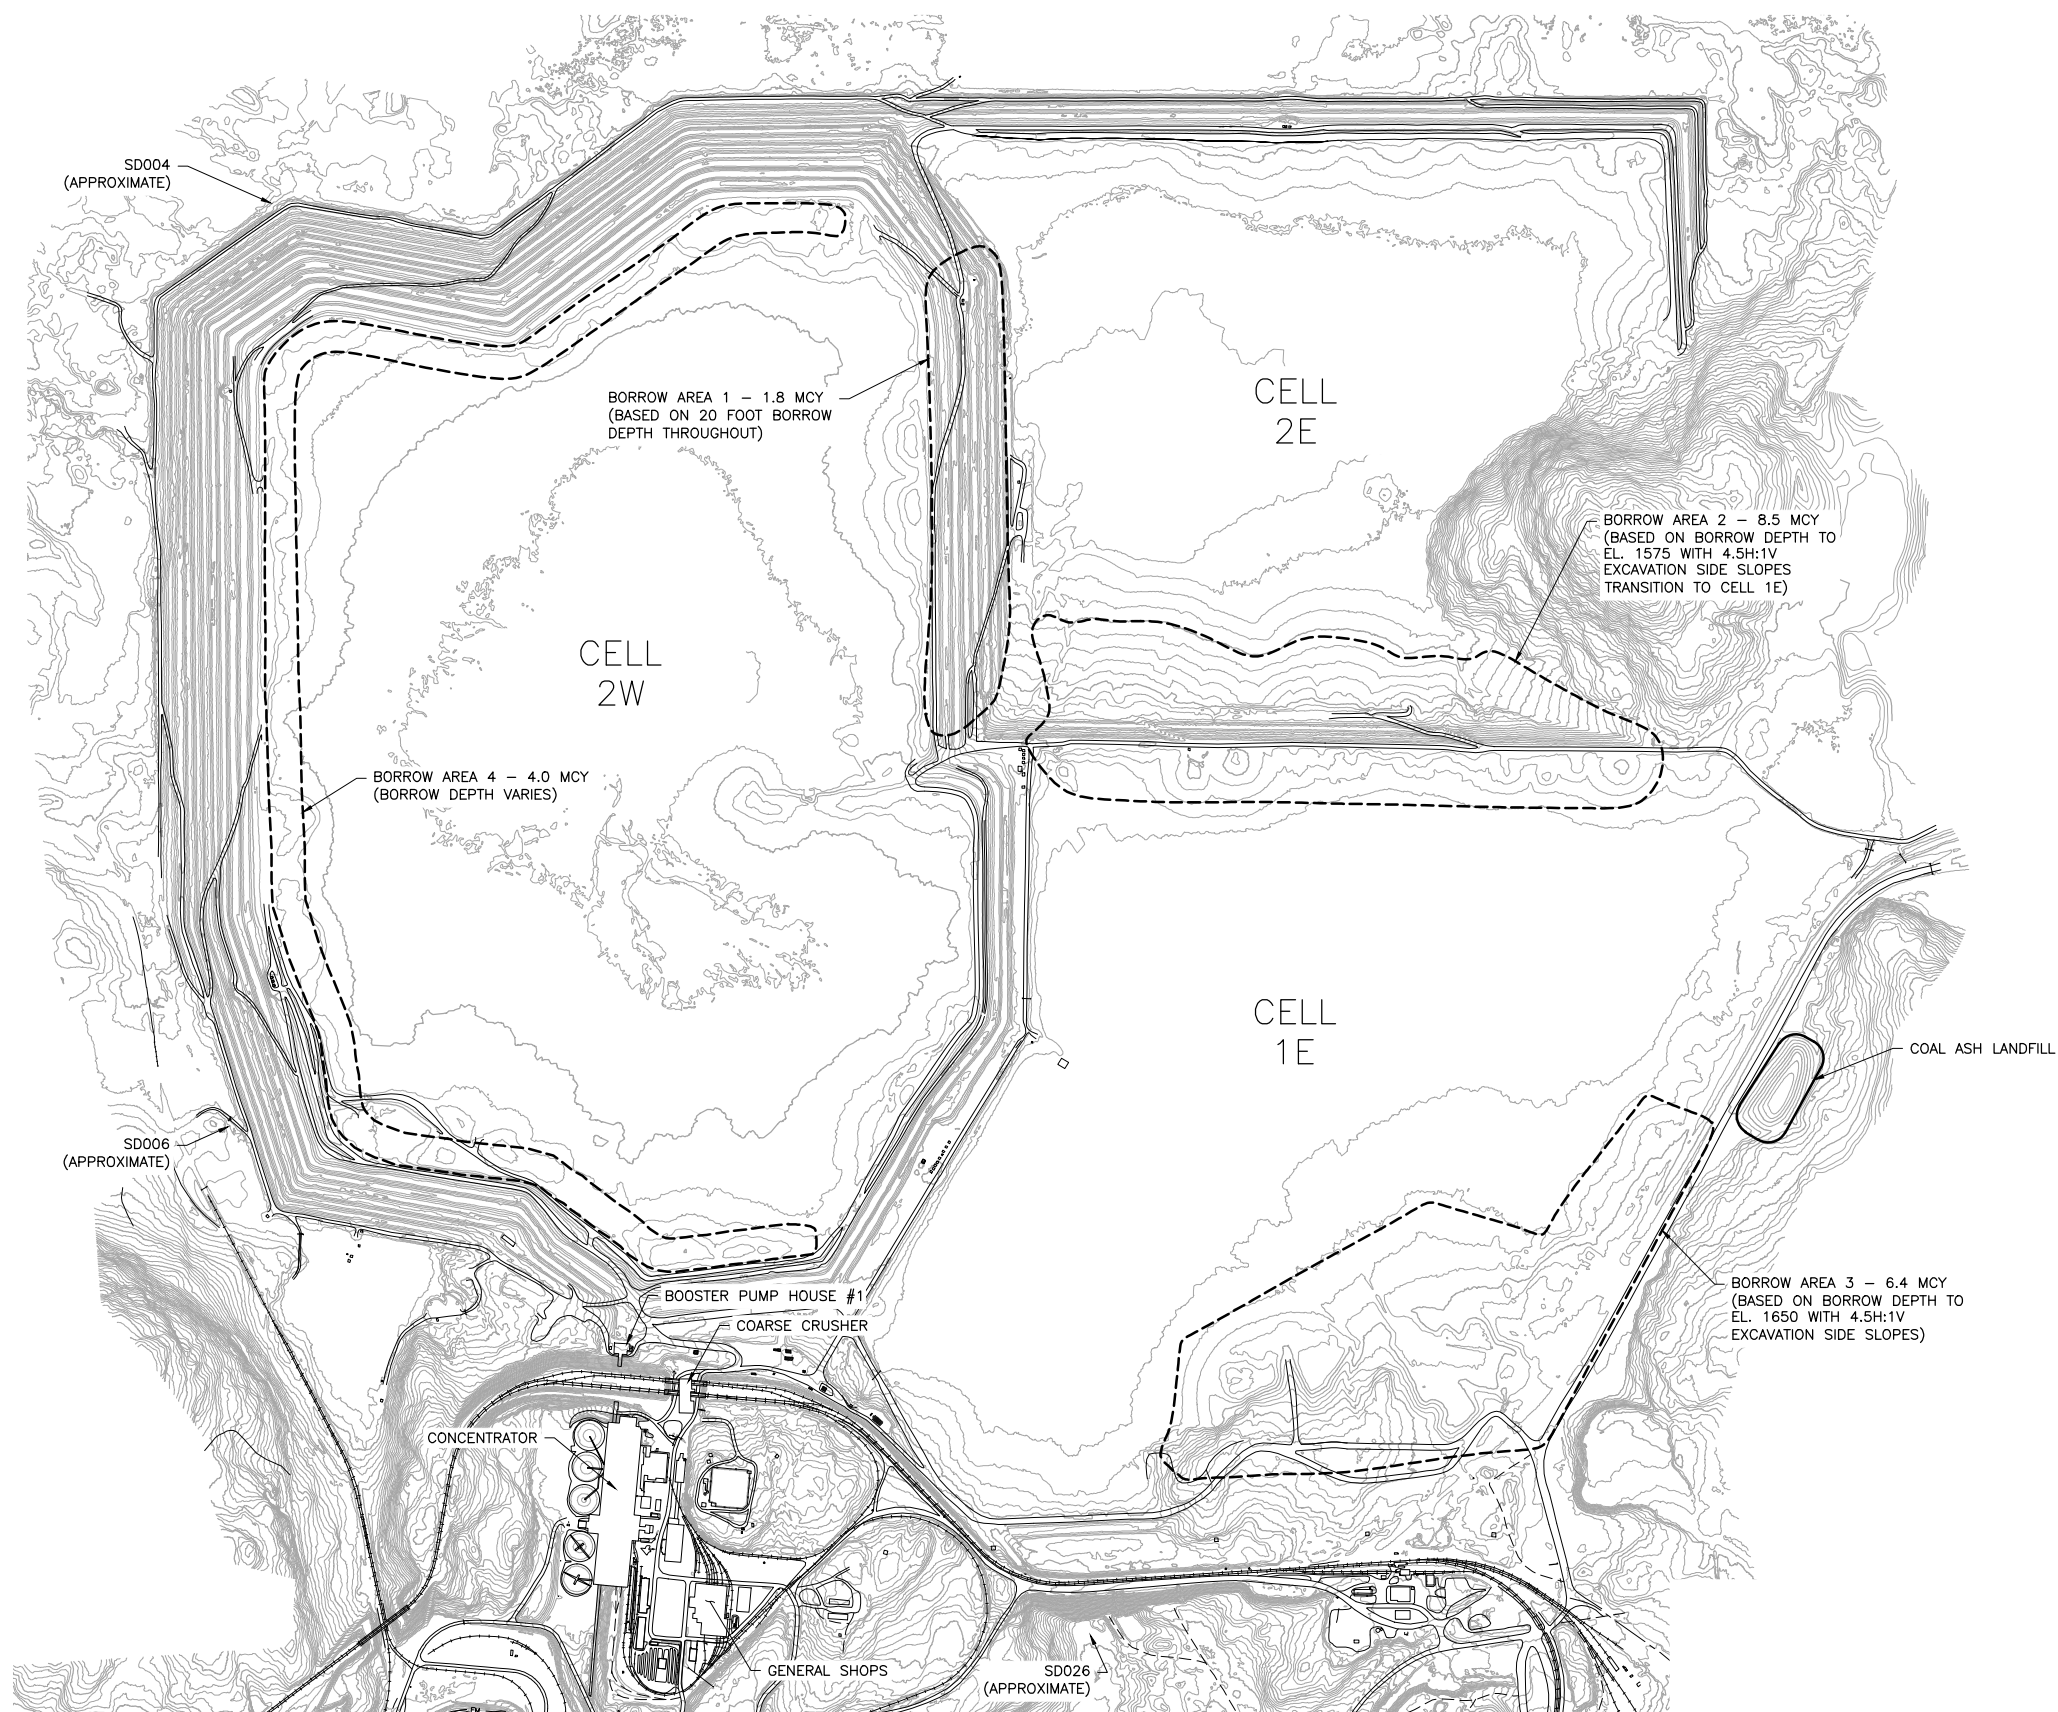 SD004
(APPROXIMATE)
BORROW AREA 1 – 1.8 MCY
(BASED ON 20 FOOT BORROW
DEPTH THROUGHOUT)
CELL
2E
BORROW AREA 2 – 8.5 MCY
(BASED ON BORROW DEPTH TO
EL. 1575 WITH 4.5H:1V
EXCAVATION SIDE SLOPES
TRANSITION TO CELL 1E)
CELL
2W
BORROW AREA 4 – 4.0 MCY
(BORROW DEPTH VARIES)
CELL
1E
COAL ASH LANDFILL
SD006
(APPROXIMATE)
BORROW AREA 3 – 6.4 MCY
(BASED ON BORROW DEPTH TO
EL. 1650 WITH 4.5H:1V
EXCAVATION SIDE SLOPES)
BOOSTER PUMP HOUSE #1
COARSE CRUSHER
CONCENTRATOR
GENERAL SHOPS
SD026
(APPROXIMATE)